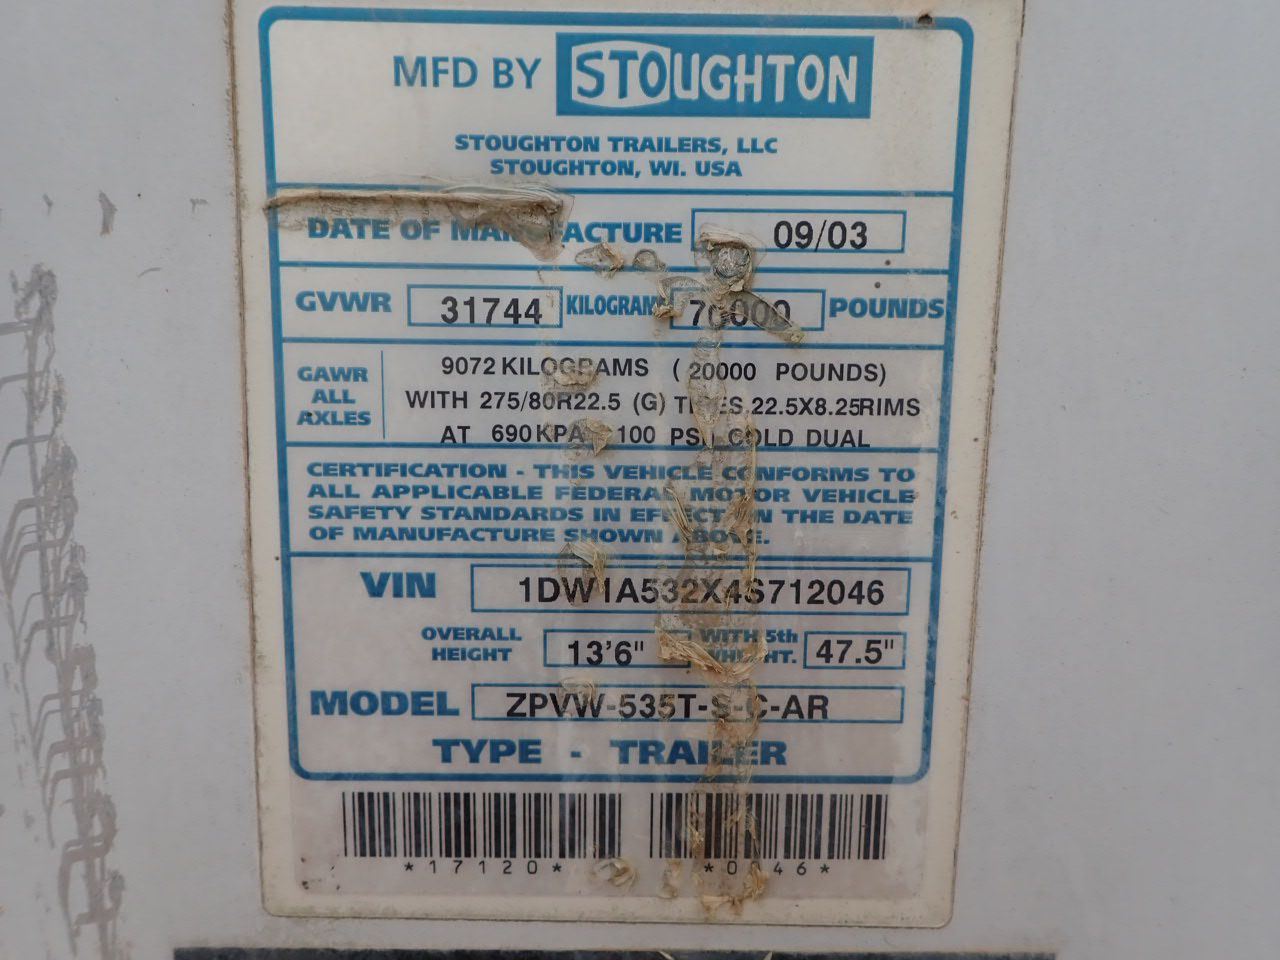 MFD BY STOUGHTON
STOUGHTON TRAILERS, LLC
STOUGHTON, WI. USA
DATE OF MANUFACTURE 09/03
GVWR 31744 KILOGRAMS 70000 POUNDS
GAWR ALL AXLES
9072 KILOGRAMS ( 20000 POUNDS)
WITH 275/80R22.5 (G) TIRES, 22.5X8.25RIMS
AT 690 KPA 100 PSI COLD DUAL
CERTIFICATION - THIS VEHICLE CONFORMS TO
ALL APPLICABLE FEDERAL MOTOR VEHICLE
SAFETY STANDARDS IN EFFECT ON THE DATE
OF MANUFACTURE SHOWN ABOVE.
VIN 1DW1A532X4S712046
OVERALL HEIGHT 13'6" WITH 5th WHL HT. 47.5"
MODEL ZPVW-535T-S-C-AR
TYPE - TRAILER
*17120*